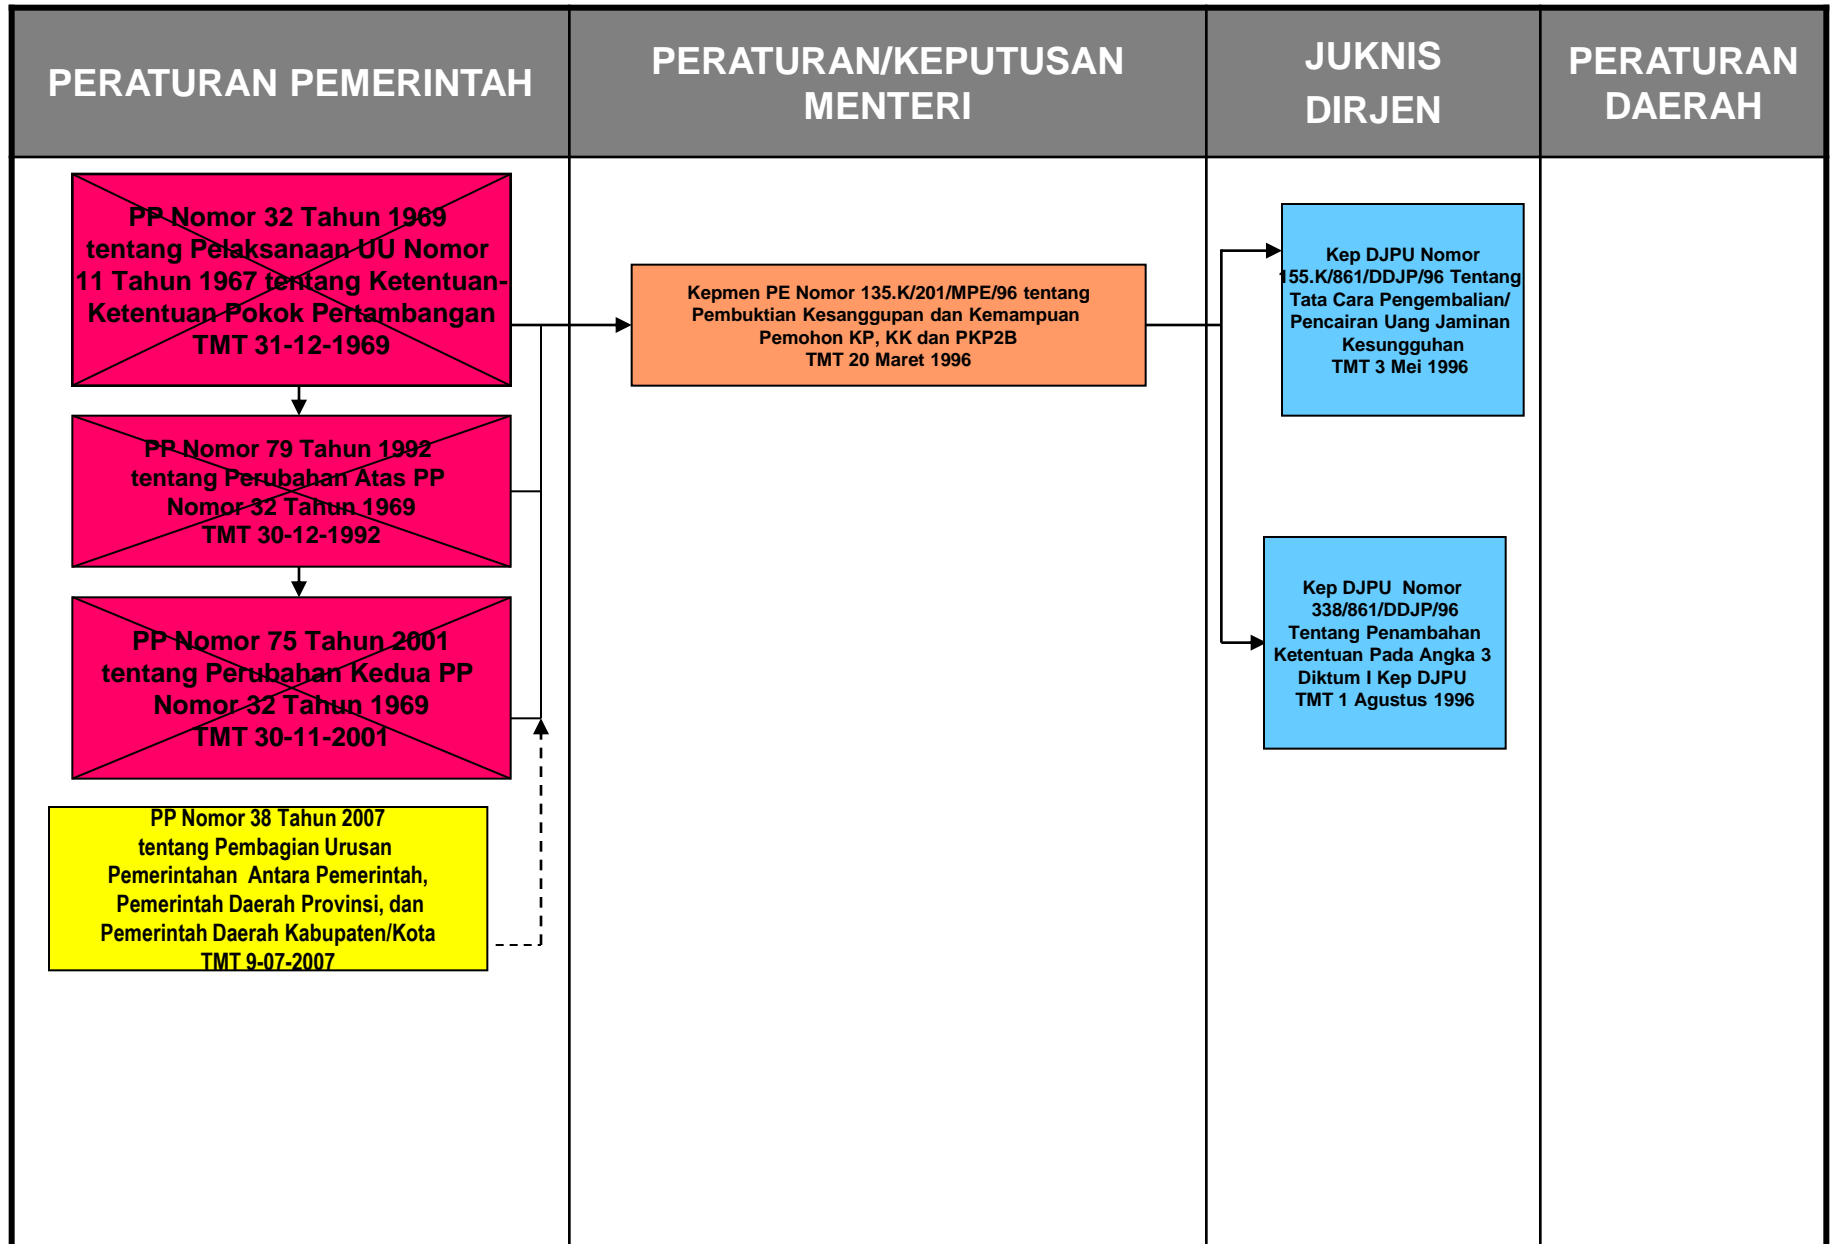 PERATURAN PEMERINTAH
PERATURAN/KEPUTUSAN
MENTERI
JUKNIS
DIRJEN
PERATURAN
DAERAH
PP Nomor 32 Tahun 1969
tentang Pelaksanaan UU Nomor
11 Tahun 1967 tentang Ketentuan-
Ketentuan Pokok Pertambangan
TMT 31-12-1969
PP Nomor 79 Tahun 1992
tentang Perubahan Atas PP
Nomor 32 Tahun 1969
TMT 30-12-1992
PP Nomor 75 Tahun 2001
tentang Perubahan Kedua PP
Nomor 32 Tahun 1969
TMT 30-11-2001
PP Nomor 38 Tahun 2007
tentang Pembagian Urusan
Pemerintahan Antara Pemerintah,
Pemerintah Daerah Provinsi, dan
Pemerintah Daerah Kabupaten/Kota
TMT 9-07-2007
Kepmen PE Nomor 135.K/201/MPE/96 tentang
Pembuktian Kesanggupan dan Kemampuan
Pemohon KP, KK dan PKP2B
TMT 20 Maret 1996
Kep DJPU Nomor
155.K/861/DDJP/96 Tentang
Tata Cara Pengembalian/
Pencairan Uang Jaminan
Kesungguhan
TMT 3 Mei 1996
Kep DJPU Nomor
338/861/DDJP/96
Tentang Penambahan
Ketentuan Pada Angka 3
Diktum I Kep DJPU
TMT 1 Agustus 1996